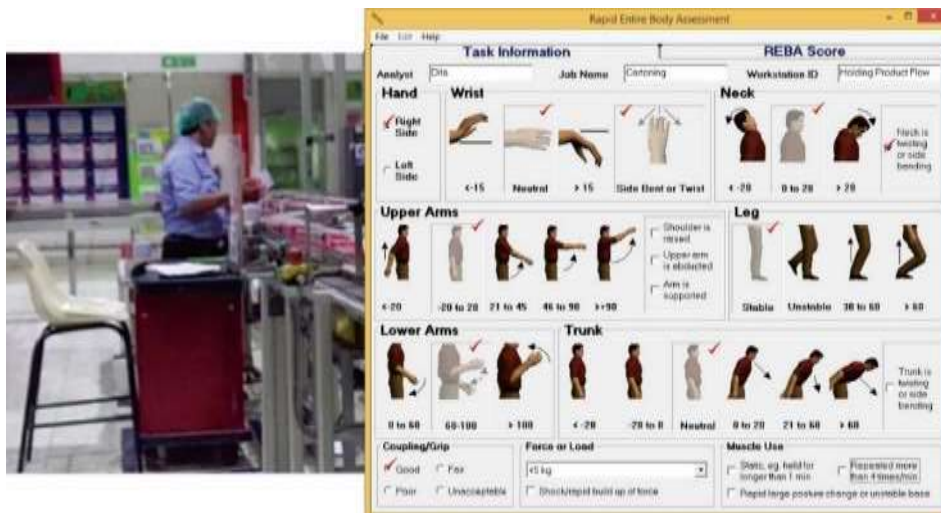 Rapid Entire Body Assessment
File Edit Help
Task Information REBA Score
Analyst Dita Job Name Cartoning Workstation ID Holding Product Flow
Hand Wrist Neck
Right Side
Left Side
<-15 Neutral > 15 Side Bent or Twist
< -20 0 to 20 > 20
Neck is twisting or side bending
Upper Arms Leg
Shoulder is raised
Upper arm is abducted
Arm is supported
<-20 -20 to 20 21 to 45 46 to 90 >+90
Stable Unstable 30 to 60 > 60
Lower Arms Trunk
0 to 60 60-100 > 100
< -20 -20 to 0 Neutral 0 to 20 21 to 60 > 60
Trunk is twisting or side bending
Coupling/Grip Force or Load Muscle Use
Good Fair
Poor Unacceptable
<5 kg
Shock/rapid build up of force
Static, eg. held for longer than 1 min
Repeated more than 4 times/min
Rapid large posture change or unstable base